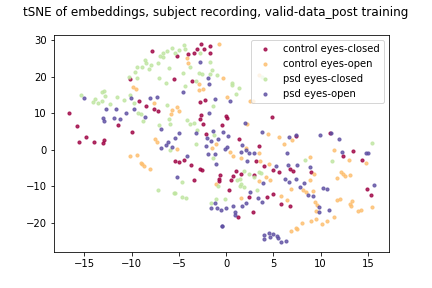 tSNE of embeddings, subject recording, valid-data_post training
control eyes-closed
control eyes-open
psd eyes-closed
psd eyes-open
30
20
10
0
−10
−20
−15 −10 −5 0 5 10 15